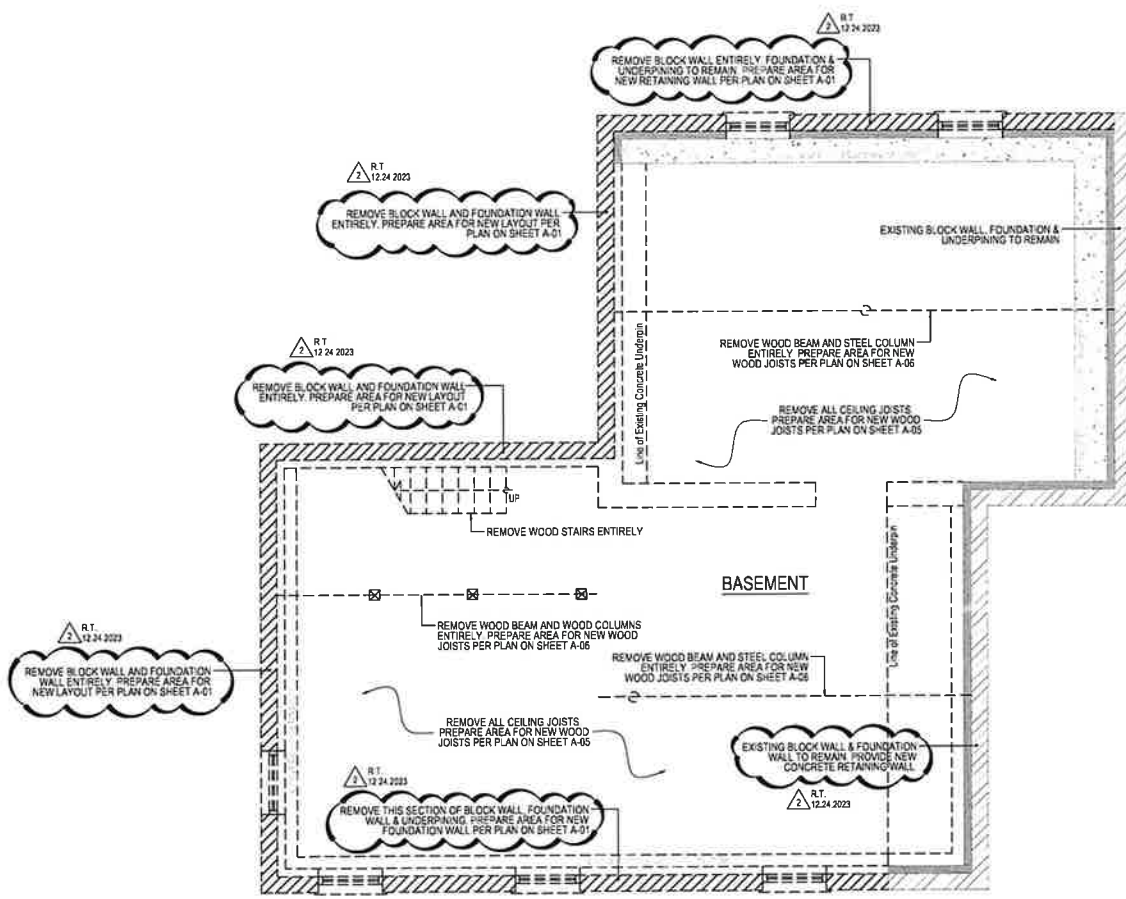 2
R.T.
12.24.2023
REMOVE BLOCK WALL ENTIRELY. FOUNDATION &
UNDERPINING TO REMAIN. PREPARE AREA FOR
NEW RETAINING WALL PER PLAN ON SHEET A-01
2
R.T.
12.24.2023
REMOVE BLOCK WALL AND FOUNDATION WALL
ENTIRELY. PREPARE AREA FOR NEW LAYOUT PER
PLAN ON SHEET A-01
EXISTING BLOCK WALL, FOUNDATION &
UNDERPINING TO REMAIN
Line of Existing Concrete Underpin
REMOVE WOOD BEAM AND STEEL COLUMN
ENTIRELY. PREPARE AREA FOR NEW
WOOD JOISTS PER PLAN ON SHEET A-06
2
R.T.
12.24.2023
REMOVE BLOCK WALL AND FOUNDATION WALL
ENTIRELY. PREPARE AREA FOR NEW LAYOUT
PER PLAN ON SHEET A-01
REMOVE ALL CEILING JOISTS
PREPARE AREA FOR NEW WOOD
JOISTS PER PLAN ON SHEET A-05
UP
REMOVE WOOD STAIRS ENTIRELY
BASEMENT
Line of Existing Concrete Underpin
REMOVE WOOD BEAM AND WOOD COLUMNS
ENTIRELY. PREPARE AREA FOR NEW WOOD
JOISTS PER PLAN ON SHEET A-06
2
R.T.
12.24.2023
REMOVE BLOCK WALL AND FOUNDATION
WALL ENTIRELY. PREPARE AREA FOR
NEW LAYOUT PER PLAN ON SHEET A-01
REMOVE WOOD BEAM AND STEEL COLUMN
ENTIRELY. PREPARE AREA FOR NEW
WOOD JOISTS PER PLAN ON SHEET A-06
REMOVE ALL CEILING JOISTS
PREPARE AREA FOR NEW WOOD
JOISTS PER PLAN ON SHEET A-05
EXISTING BLOCK WALL & FOUNDATION
WALL TO REMAIN. PROVIDE NEW
CONCRETE RETAINING WALL
2
R.T.
12.24.2023
2
R.T.
12.24.2023
REMOVE THIS SECTION OF BLOCK WALL, FOUNDATION
WALL & UNDERPINING. PREPARE AREA FOR NEW
FOUNDATION WALL PER PLAN ON SHEET A-01